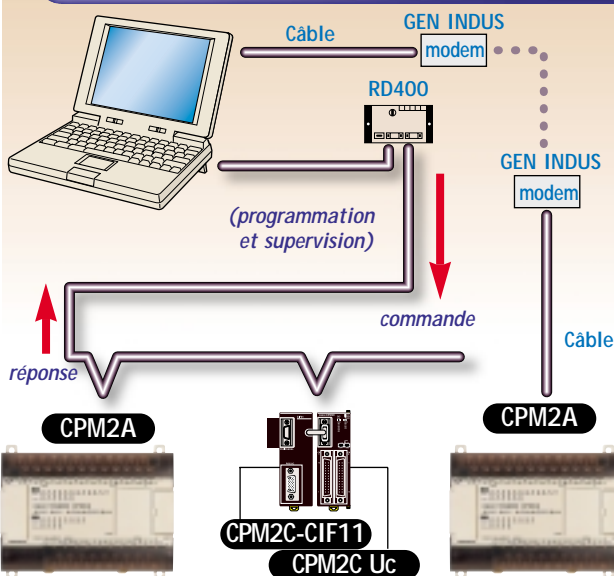 GEN INDUS
Câble
modem
RD400
GEN INDUS
modem
(programmation
et supervision)
commande
Câble
réponse
CPM2A
CPM2A
CPM2C-CIF11
CPM2C Uc